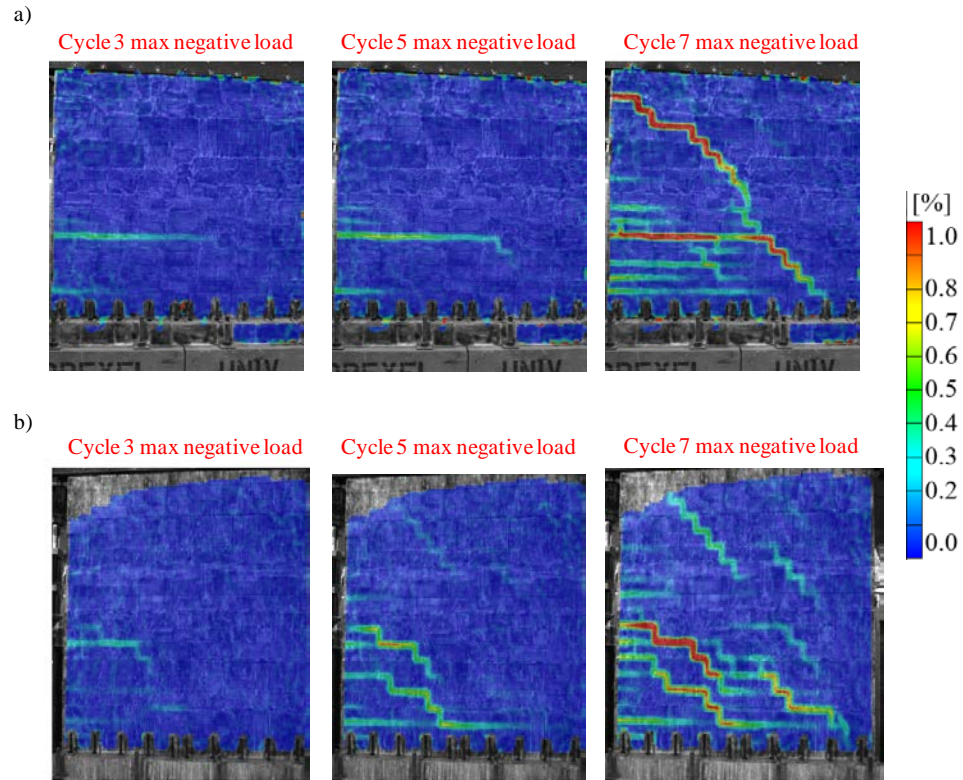 a)
Cycle 3 max negative load
Cycle 5 max negative load
Cycle 7 max negative load
[%]
1.0
0.8
0.7
0.6
0.5
0.4
0.3
0.2
0.0
UNIV
UNIV
b)
Cycle 3 max negative load
Cycle 5 max negative load
Cycle 7 max negative load